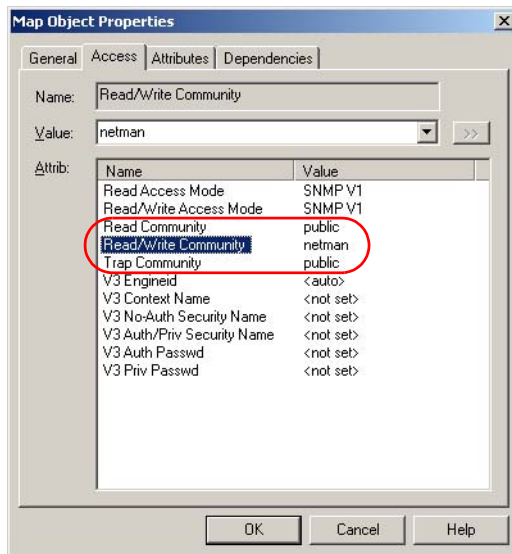 Map Object Properties
General Access Attributes Dependencies
Name: Read/Write Community
Value: netman >>
Attrib: Name Value
Read Access Mode SNMP V1
Read/Write Access Mode SNMP V1
Read Community public
Read/Write Community netman
Trap Community public
V3 Engineid <auto>
V3 Context Name <not set>
V3 No-Auth Security Name <not set>
V3 Auth/Priv Security Name <not set>
V3 Auth Passwd <not set>
V3 Priv Passwd <not set>
OK Cancel Help